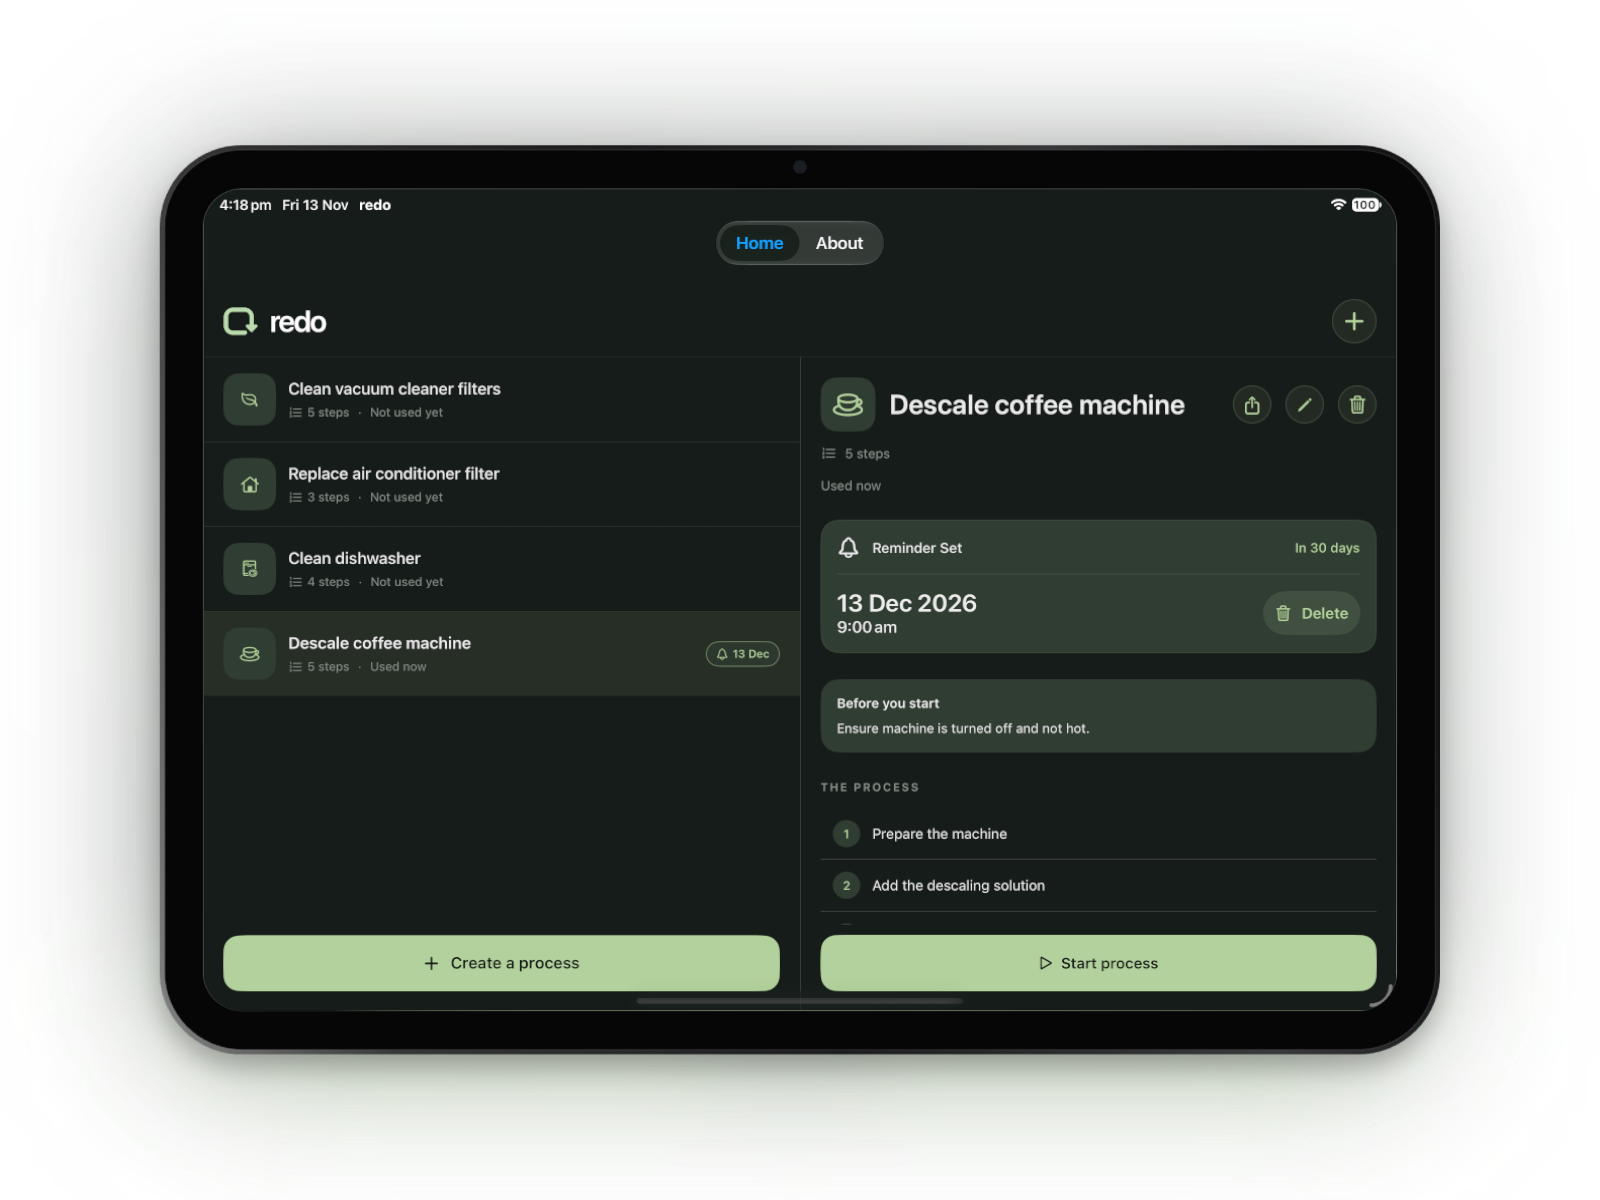 4:18 pm Fri 13 Nov redo
100
Home About
redo
Clean vacuum cleaner filters
5 steps · Not used yet
Replace air conditioner filter
3 steps · Not used yet
Clean dishwasher
4 steps · Not used yet
Descale coffee machine
5 steps · Used now
13 Dec
Create a process
Descale coffee machine
5 steps
Used now
Reminder Set
In 30 days
13 Dec 2026
9:00 am
Delete
Before you start
Ensure machine is turned off and not hot.
THE PROCESS
1 Prepare the machine
2 Add the descaling solution
Start process